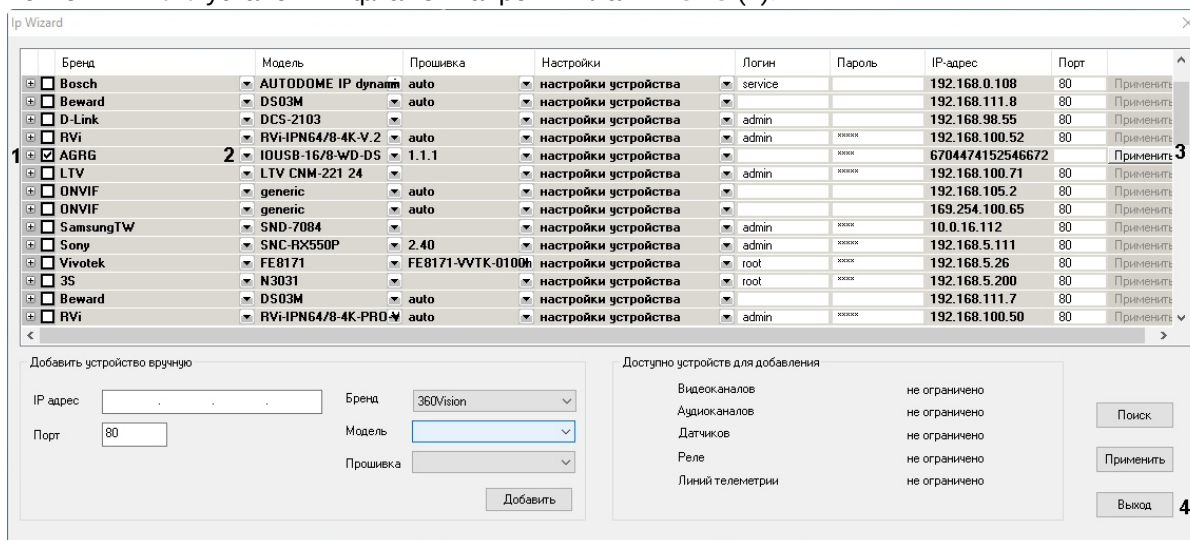 Ip Wizard
Бренд Модель Прошивка Настройки Логин Пароль IP-адрес Порт
Bosch AUTODOME IP dynami auto настройки устройства service 192.168.0.108 80 Применить
Beward DS03M auto настройки устройства 192.168.111.8 80 Применить
D-Link DCS-2103 настройки устройства admin 192.168.98.55 80 Применить
RVi RVi-IPN64/8-4K-V.2 auto настройки устройства admin ***** 192.168.100.52 80 Применить
1 AGRG 2 IOUSB-16/8-WD-DS 1.1.1 настройки устройства **** 6704474152546672 Применить 3
LTV LTV CNM-221 24 настройки устройства admin ***** 192.168.100.71 80 Применить
ONVIF generic auto настройки устройства 192.168.105.2 80 Применить
ONVIF generic auto настройки устройства 169.254.100.65 80 Применить
SamsungTW SND-7084 настройки устройства admin **** 10.0.16.112 80 Применить
Sony SNC-RX550P 2.40 настройки устройства admin ***** 192.168.5.111 80 Применить
Vivotek FE8171 FE8171-VVTK-0100h настройки устройства root **** 192.168.5.26 80 Применить
3S N3031 настройки устройства root **** 192.168.5.200 80 Применить
Beward DS03M auto настройки устройства 192.168.111.7 80 Применить
RVi RVi-IPN64/8-4K-PRO V auto настройки устройства admin ***** 192.168.100.50 80 Применить
Добавить устройство вручную
IP адрес . . .
Порт 80
Бренд 360Vision
Модель
Прошивка
Добавить
Доступно устройств для добавления
Видеоканалов не ограничено
Аудиоканалов не ограничено
Датчиков не ограничено
Реле не ограничено
Линий телеметрии не ограничено
Поиск
Применить
Выход 4